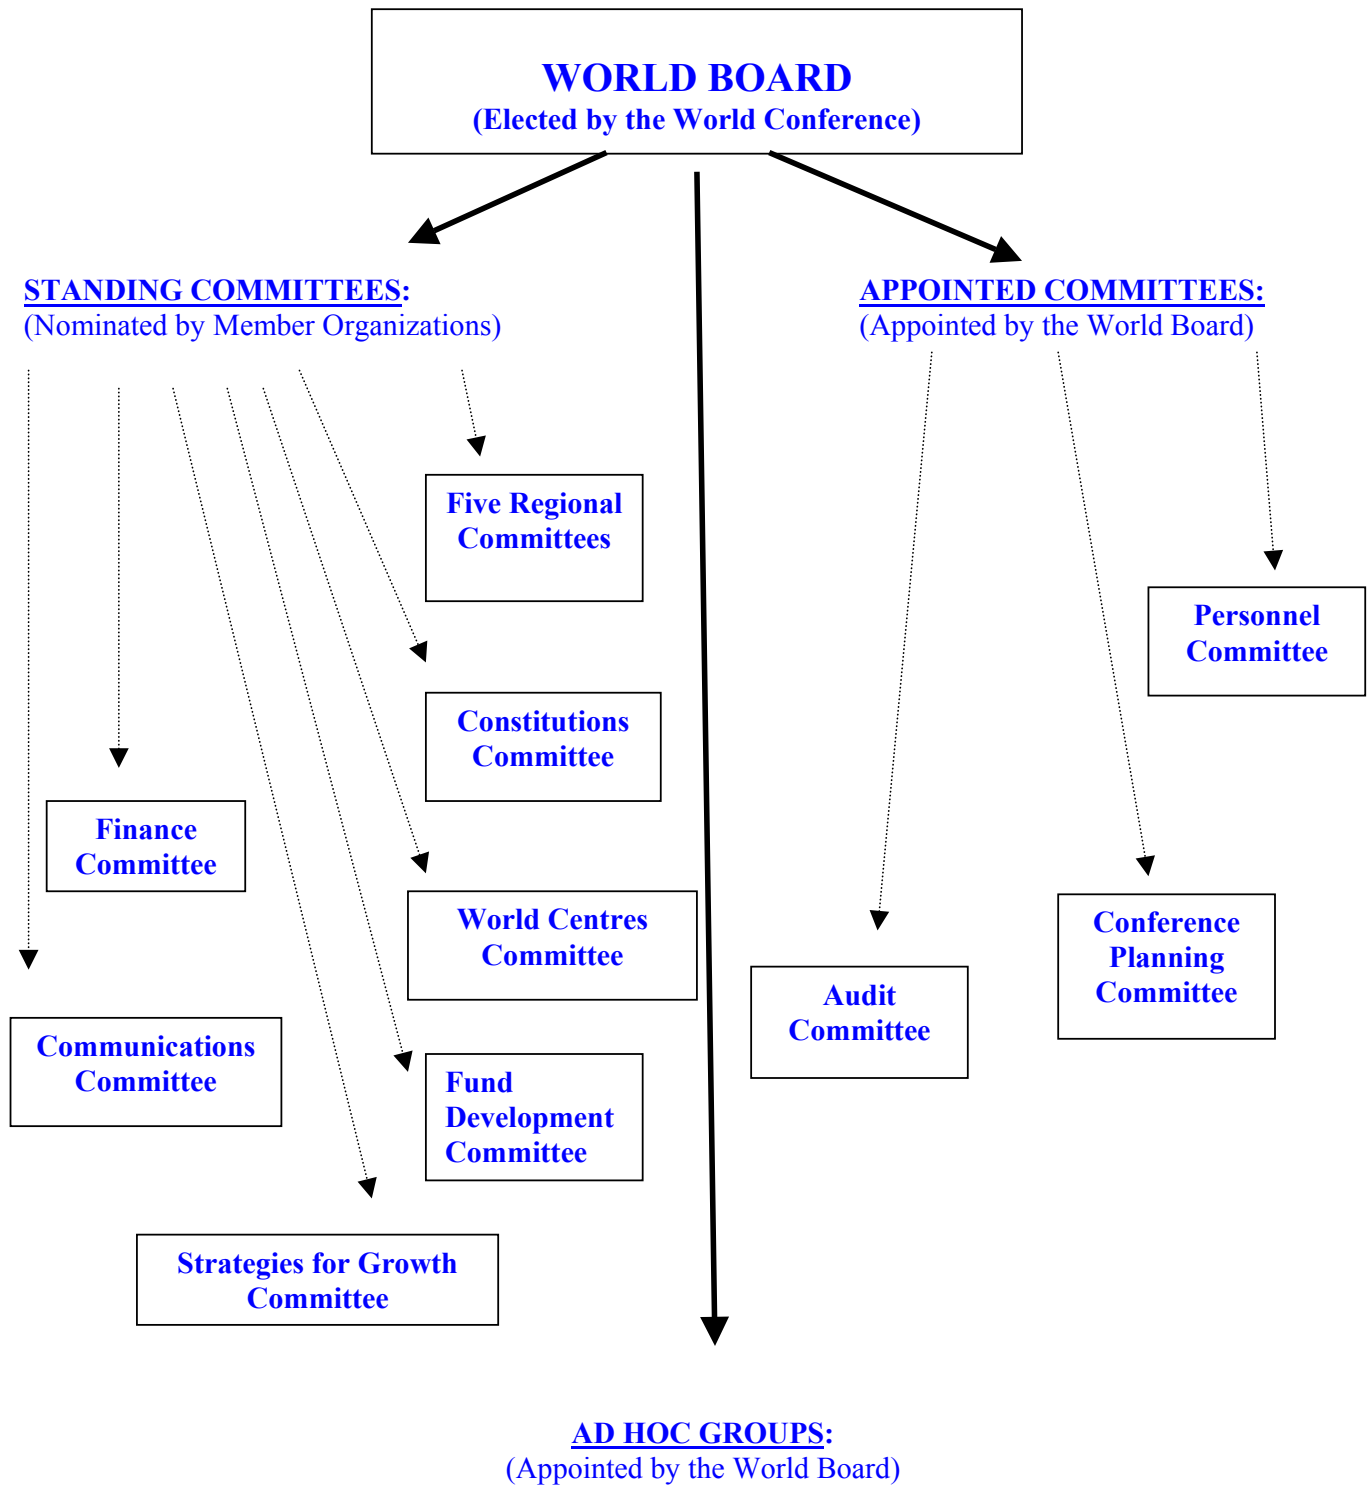 WORLD BOARD
(Elected by the World Conference)
STANDING COMMITTEES:
(Nominated by Member Organizations)
APPOINTED COMMITTEES:
(Appointed by the World Board)
Five Regional
Committees
Personnel
Committee
Constitutions
Committee
Finance
Committee
World Centres
Committee
Conference
Planning
Committee
Audit
Committee
Communications
Committee
Fund
Development
Committee
Strategies for Growth
Committee
AD HOC GROUPS:
(Appointed by the World Board)